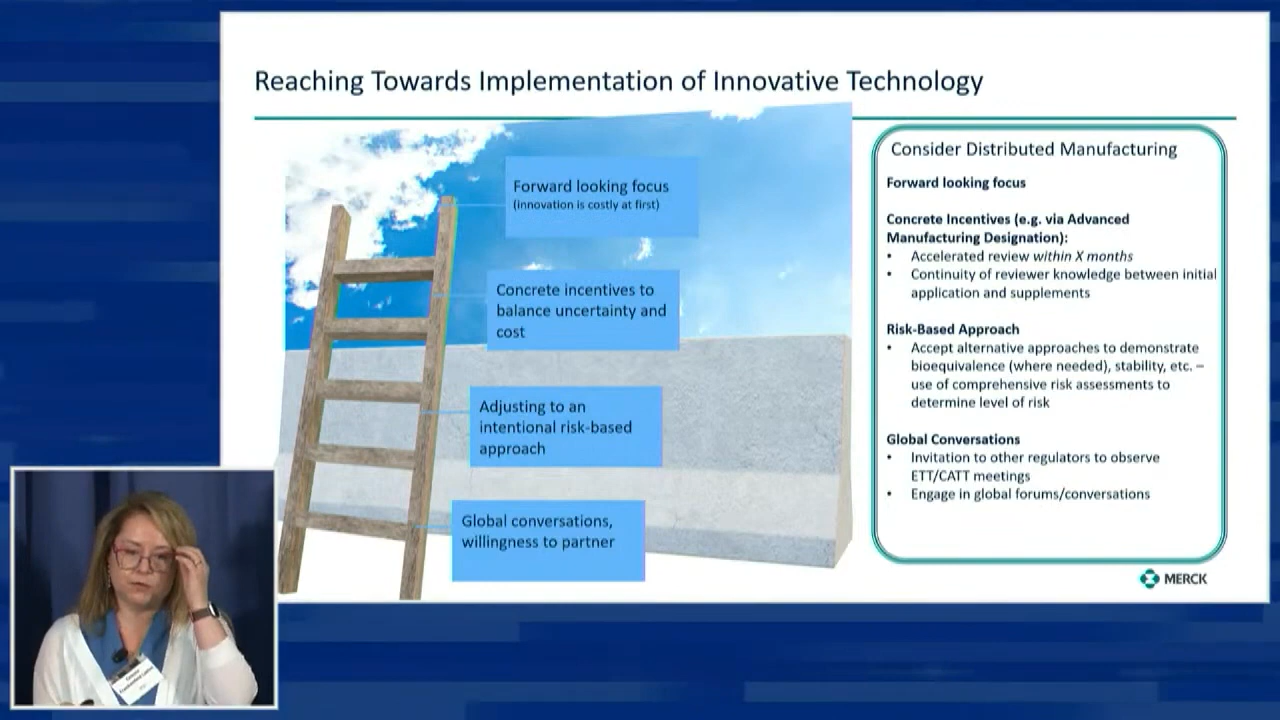 Reaching Towards Implementation of Innovative Technology
Forward looking focus
(innovation is costly at first)
Concrete incentives to
balance uncertainty and
cost
Adjusting to an
intentional risk-based
approach
Global conversations,
willingness to partner
Consider Distributed Manufacturing
Forward looking focus
Concrete Incentives (e.g. via Advanced
Manufacturing Designation):
• Accelerated review within X months
• Continuity of reviewer knowledge between initial
application and supplements
Risk-Based Approach
• Accept alternative approaches to demonstrate
bioequivalence (where needed), stability, etc. –
use of comprehensive risk assessments to
determine level of risk
Global Conversations
• Invitation to other regulators to observe
ETT/CATT meetings
• Engage in global forums/conversations
MERCK